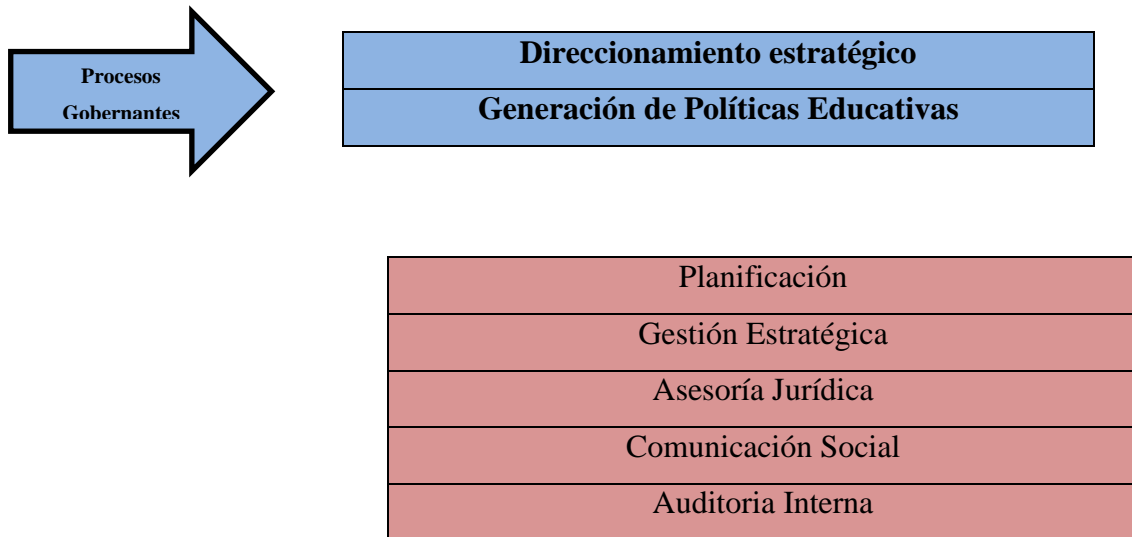 Procesos
Gobernantes
Direccionamiento estratégico
Generación de Políticas Educativas
Planificación
Gestión Estratégica
Asesoría Jurídica
Comunicación Social
Auditoria Interna